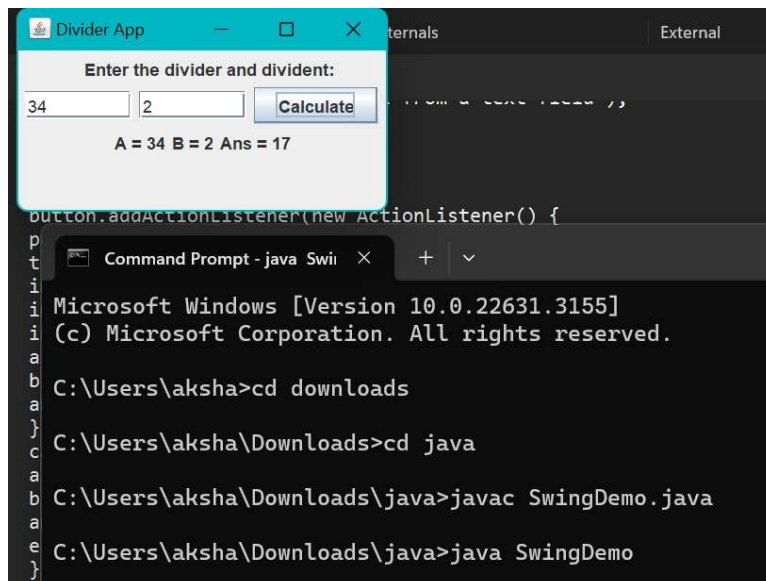 Divider App
ternals
External
Enter the divider and divident:
34
2
Calculate
from a text field");
A = 34 B = 2 Ans = 17
button.addActionListener(new ActionListener() {
p
t
i
i
i
a
b
a
}
c
a
b
a
e
}
Command Prompt - java Swi
Microsoft Windows [Version 10.0.22631.3155]
(c) Microsoft Corporation. All rights reserved.
C:\Users\aksha>cd downloads
C:\Users\aksha\Downloads>cd java
C:\Users\aksha\Downloads\java>javac SwingDemo.java
C:\Users\aksha\Downloads\java>java SwingDemo